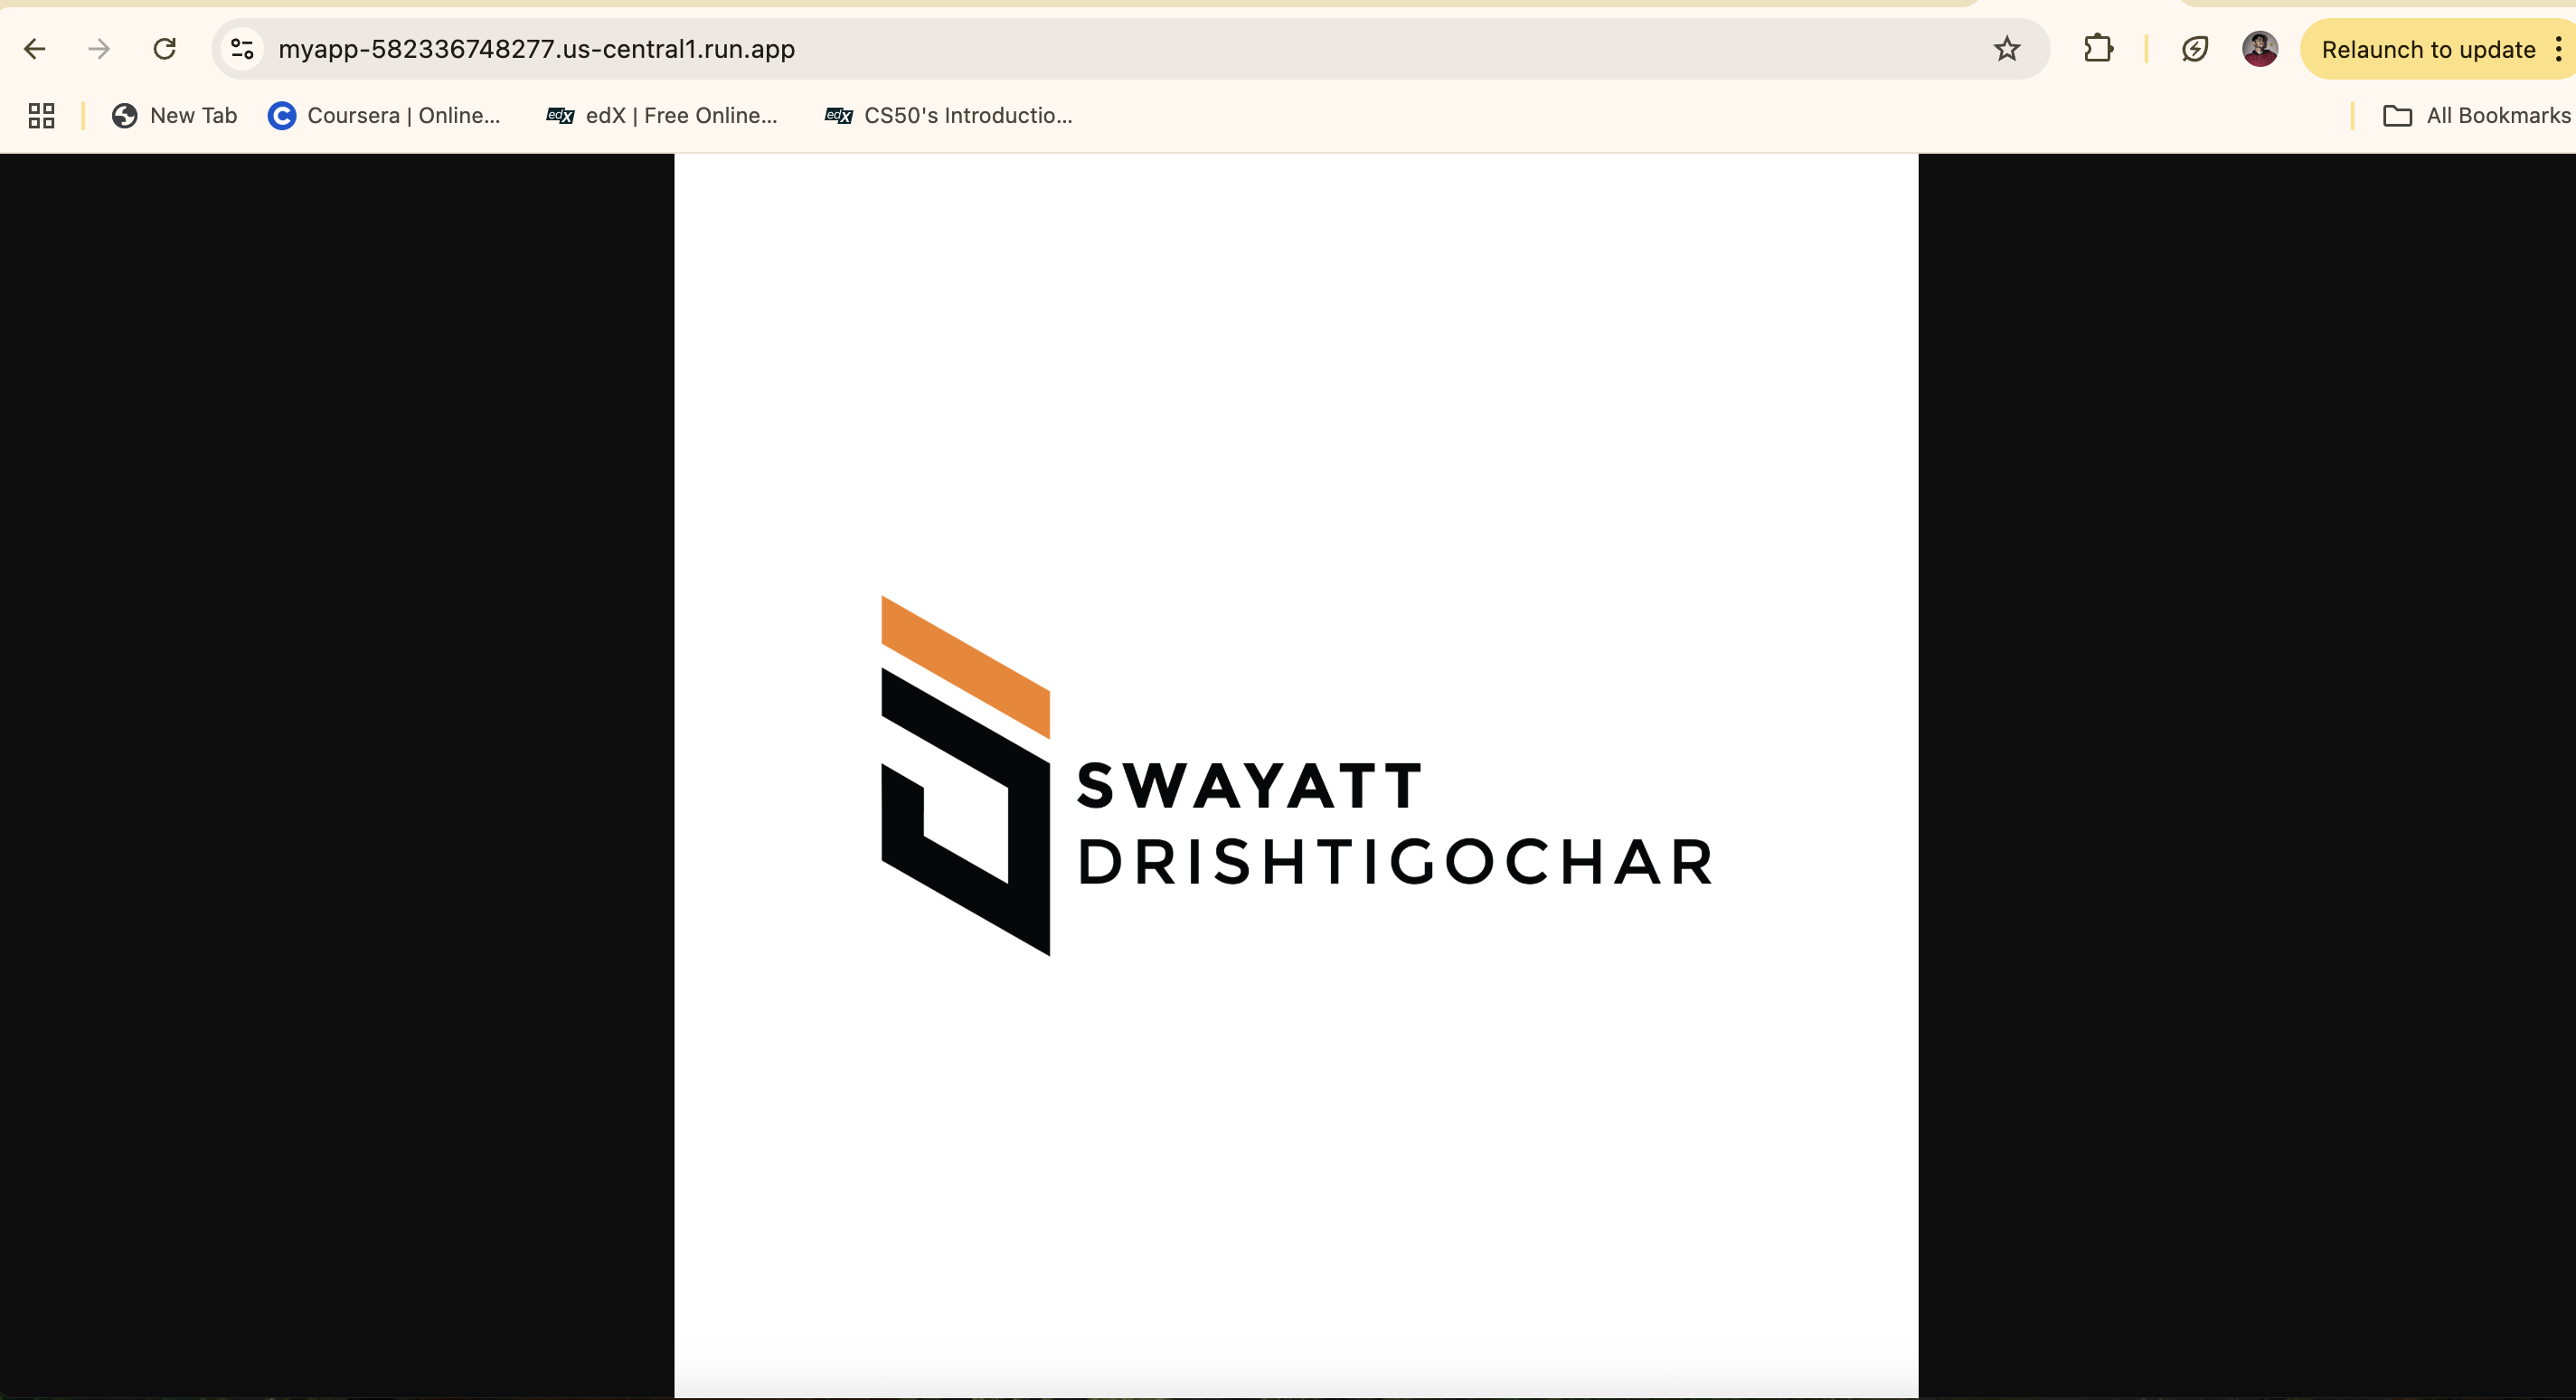 myapp-582336748277.us-central1.run.app
Relaunch to update
New Tab
Coursera | Online...
edX | Free Online...
CS50's Introductio...
All Bookmarks
SWAYATT
DRISHTIGOCHAR